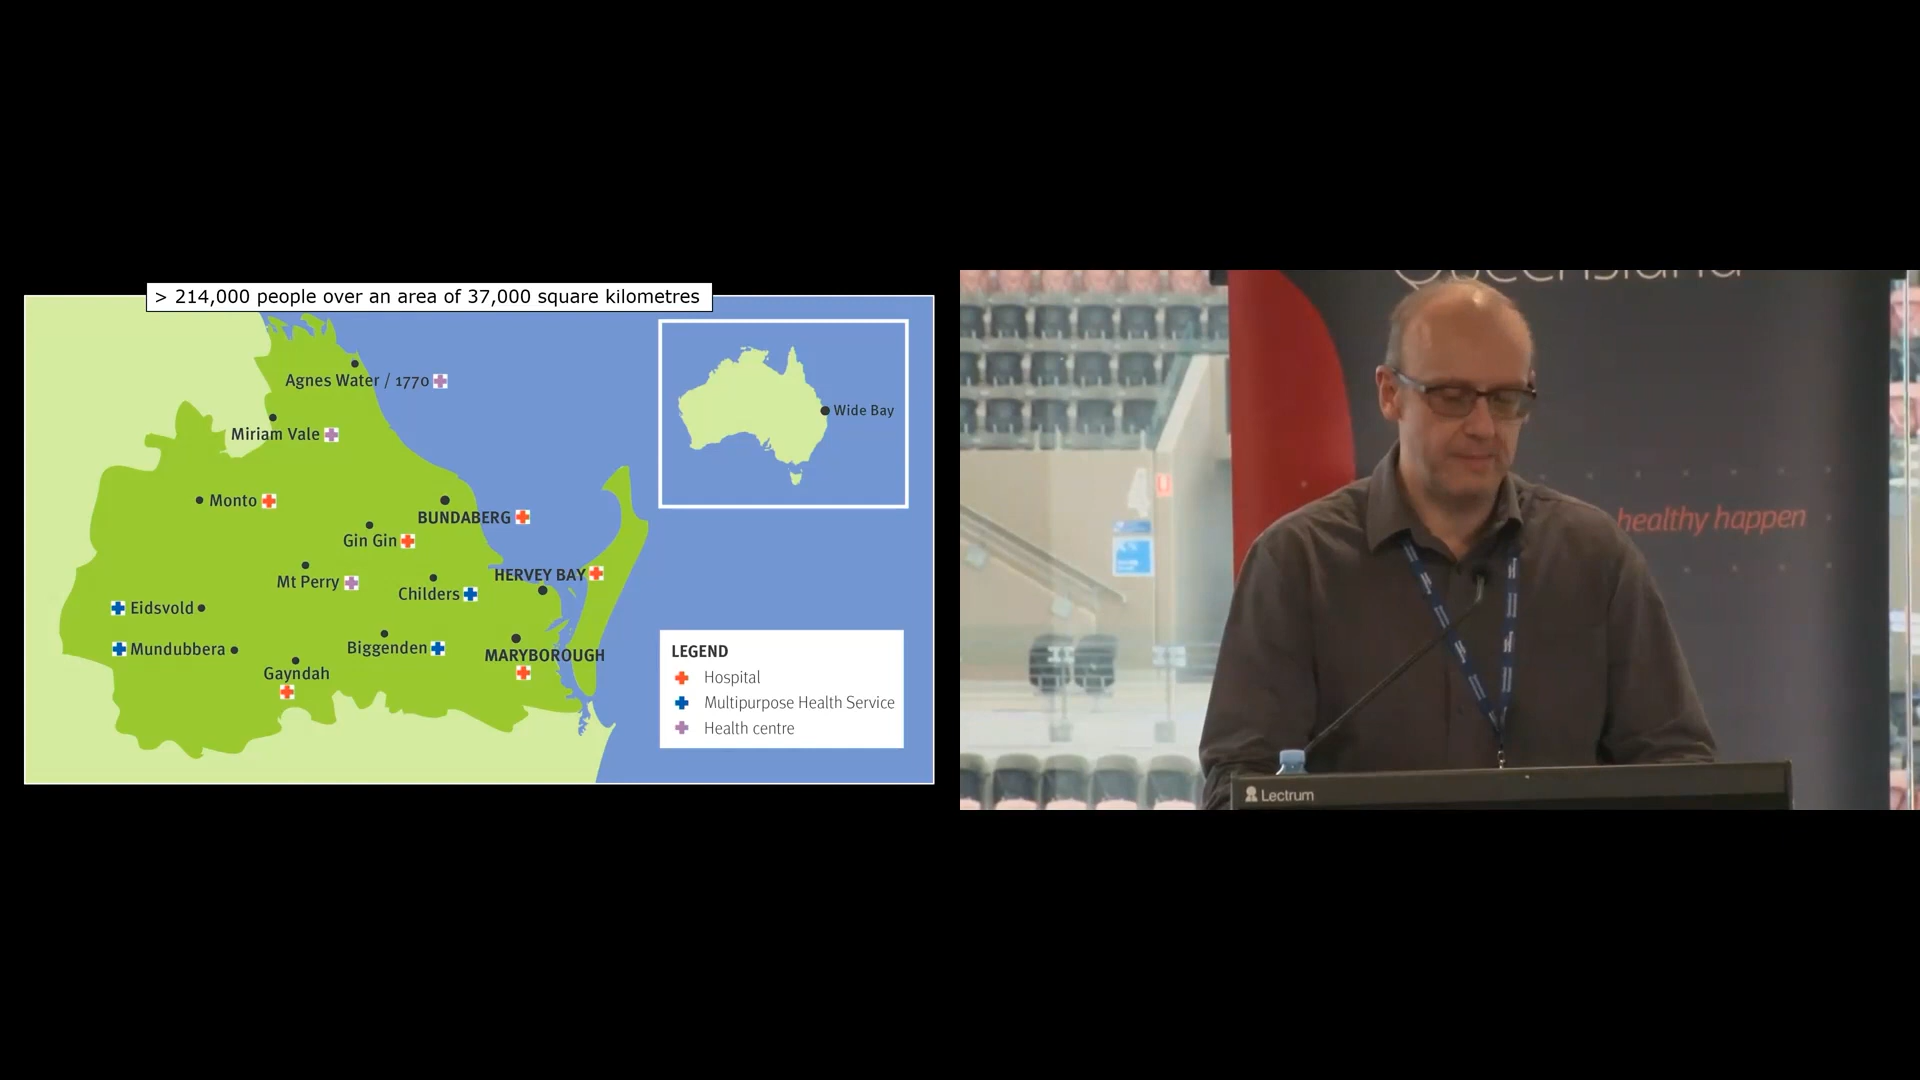 > 214,000 people over an area of 37,000 square kilometres
Agnes Water / 1770
Miriam Vale
Monto
BUNDABERG
Gin Gin
HERVEY BAY
Mt Perry
Childers
Eidsvold
Mundubbera
Biggenden
MARYBOROUGH
Gayndah
Wide Bay
LEGEND
Hospital
Multipurpose Health Service
Health centre
Queensland
healthy happen
Lectrum